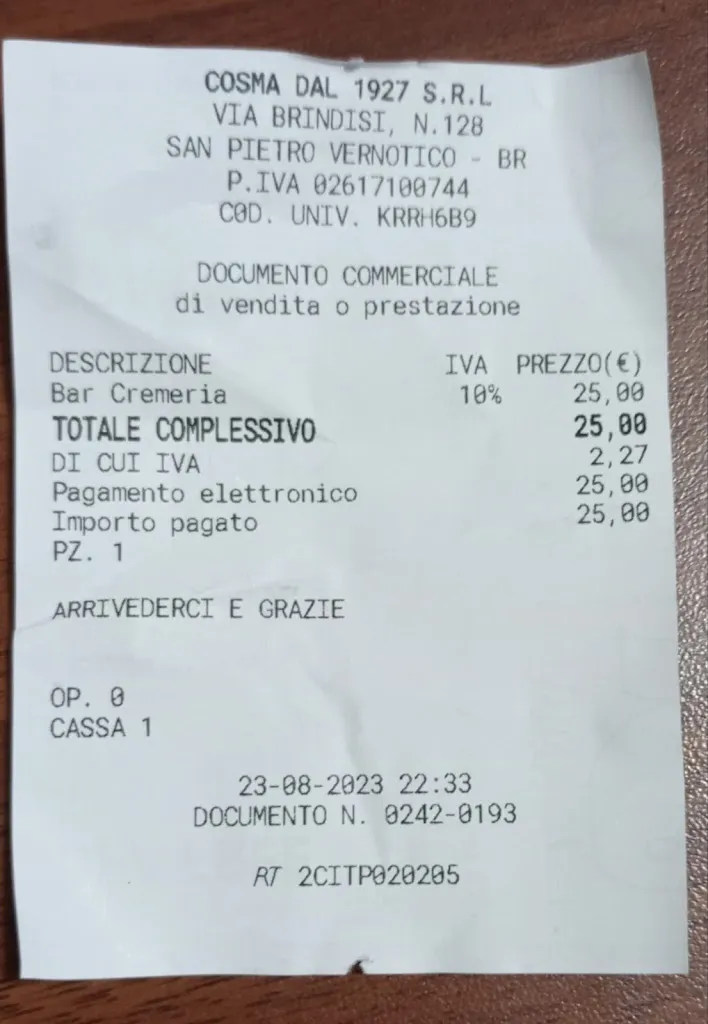 COSMA DAL 1927 S.R.L
VIA BRINDISI, N.128
SAN PIETRO VERNOTICO - BR
P.IVA 02617100744
COD. UNIV. KRRH6B9
DOCUMENTO COMMERCIALE
di vendita o prestazione
DESCRIZIONE IVA PREZZO(€)
Bar Cremeria 10% 25,00
TOTALE COMPLESSIVO 25,00
DI CUI IVA 2,27
Pagamento elettronico 25,00
Importo pagato 25,00
PZ. 1
ARRIVEDERCI E GRAZIE
OP. 0
CASSA 1
23-08-2023 22:33
DOCUMENTO N. 0242-0193
RT 2CITP020205